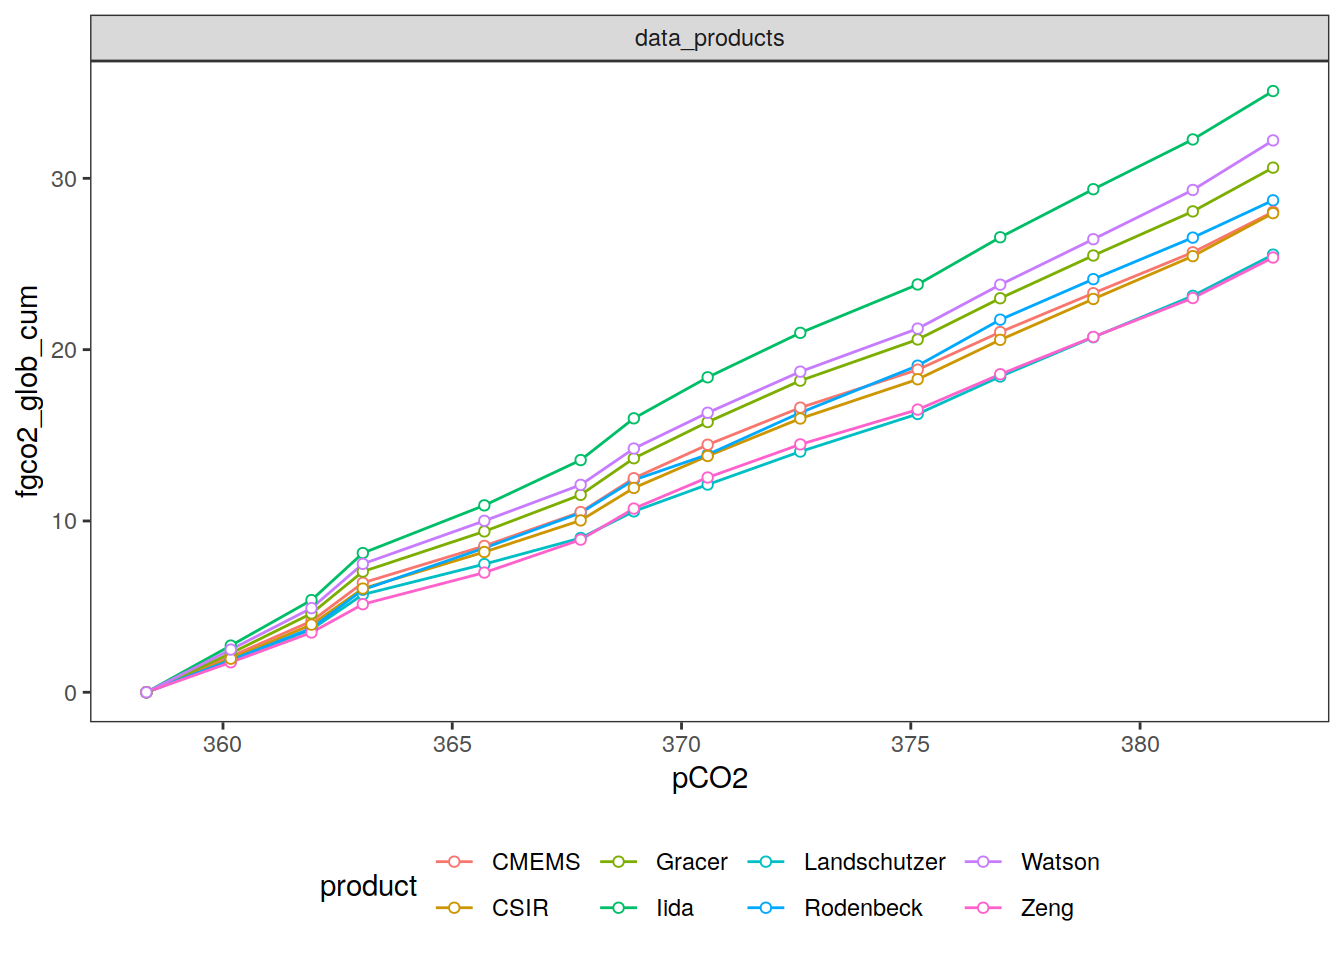 data_products
fgco2_glob_cum
30
20
10
0
360 365 370 375 380
pCO2
product
CMEMS Gracer Landschutzer Watson
CSIR Iida Rodenbeck Zeng